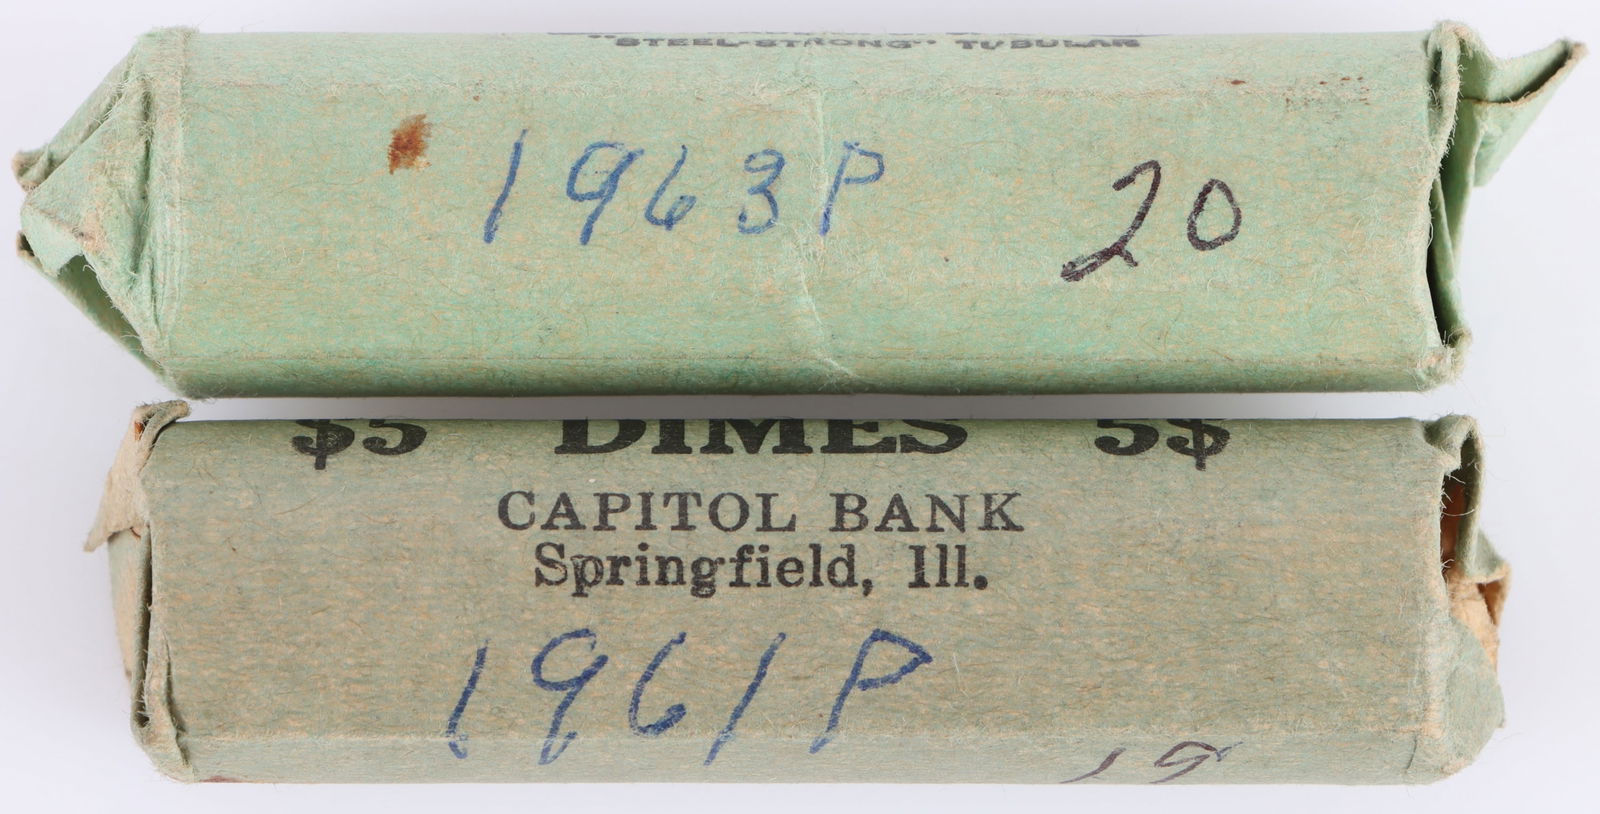 "STEEL-STRONG" TUBULAR
1963P 20
$5 DIMES 5$
CAPITOL BANK
Springfield, Ill.
1961P